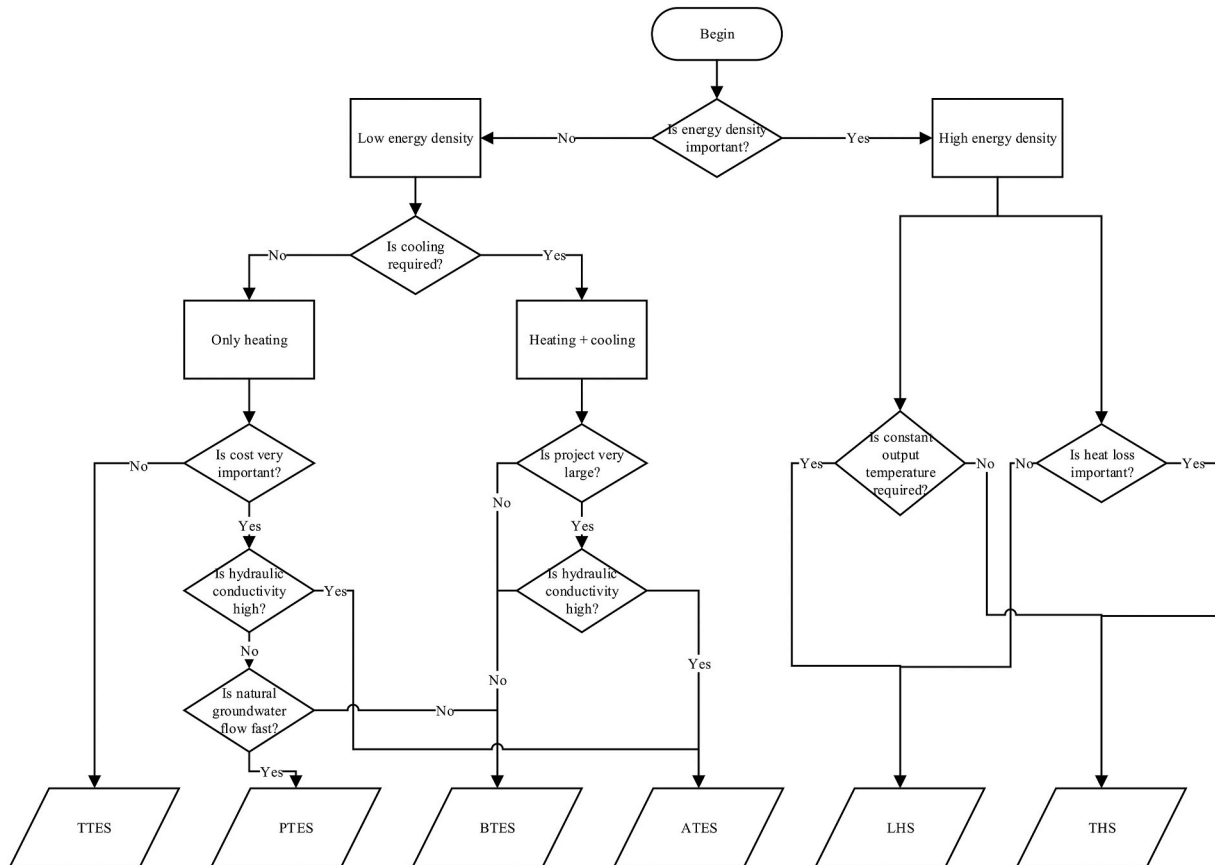 Begin
Low energy density
No
Is energy density
important?
Yes
High energy density
No
Is cooling
required?
Yes
Only heating
Heating + cooling
No
Is cost very
important?
Is project very
large?
Yes
Is constant
output
temperature
required?
No
No
Is heat loss
important?
Yes
Yes
No
Yes
Is hydraulic
conductivity
high?
Yes
Is hydraulic
conductivity
high?
No
No
Yes
Is natural
groundwater
flow fast?
No
Yes
TTES
PTES
BTES
ATES
LHS
THS